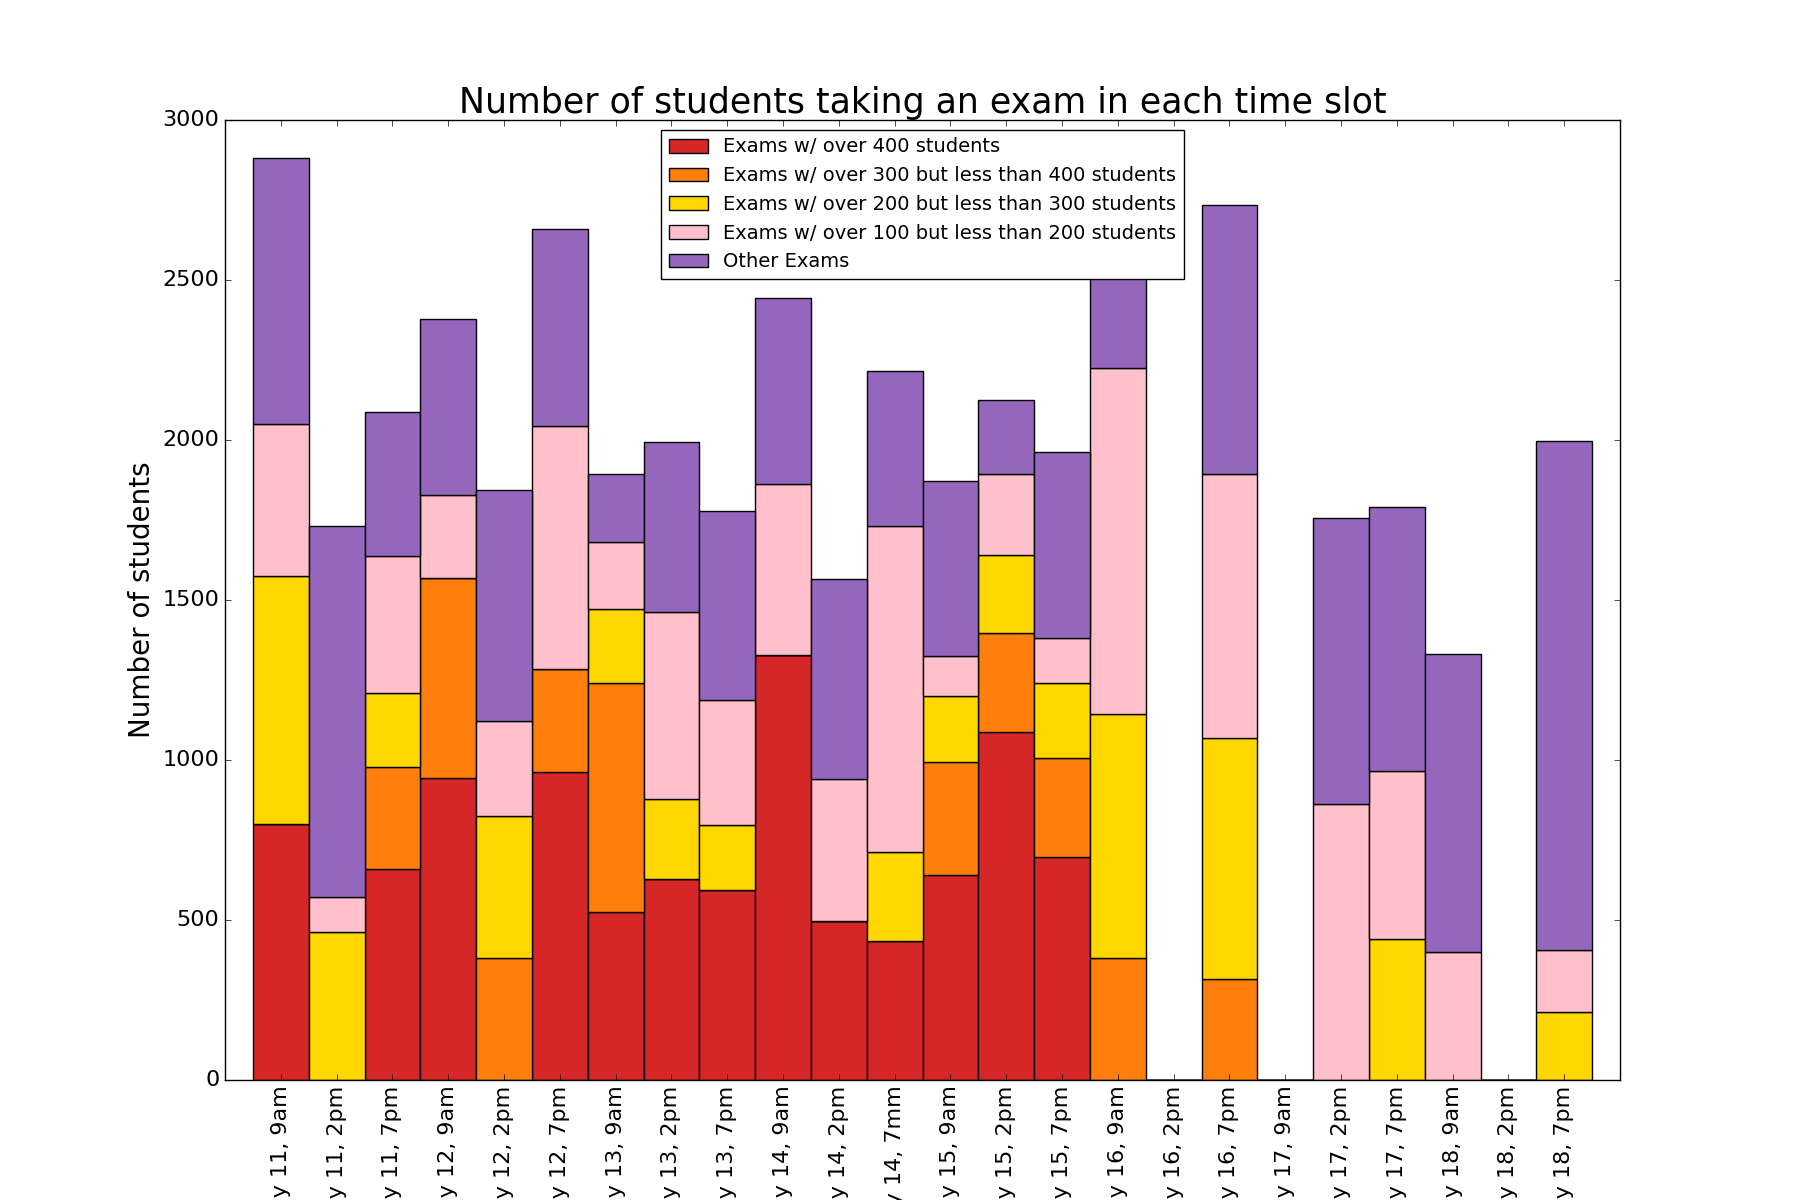 Number of students taking an exam in each time slot
Exams w/ over 400 students
Exams w/ over 300 but less than 400 students
Exams w/ over 200 but less than 300 students
Exams w/ over 100 but less than 200 students
Other Exams
3000
2500
2000
1500
1000
500
0
Number of students
y 11, 9am
y 11, 2pm
y 11, 7pm
y 12, 9am
y 12, 2pm
y 12, 7pm
y 13, 9am
y 13, 2pm
y 13, 7pm
y 14, 9am
y 14, 2pm
y 14, 7mm
y 15, 9am
y 15, 2pm
y 15, 7pm
y 16, 9am
y 16, 2pm
y 16, 7pm
y 17, 9am
y 17, 2pm
y 17, 7pm
y 18, 9am
y 18, 2pm
y 18, 7pm